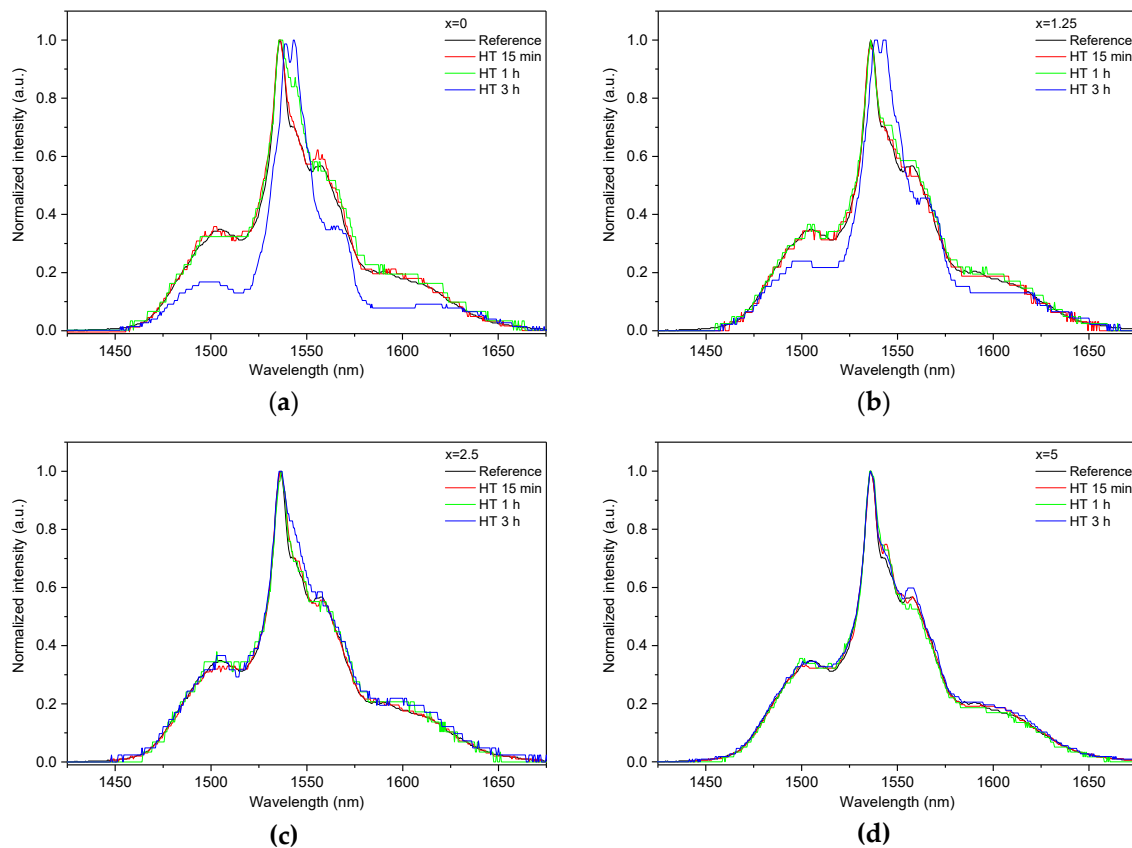 x=0
Reference
HT 15 min
HT 1 h
HT 3 h
Normalized intensity (a.u.)
1.0
0.8
0.6
0.4
0.2
0.0
1450 1500 1550 1600 1650
Wavelength (nm)
(a)
x=1.25
Reference
HT 15 min
HT 1 h
HT 3 h
Normalized intensity (a.u.)
1.0
0.8
0.6
0.4
0.2
0.0
1450 1500 1550 1600 1650
Wavelength (nm)
(b)
x=2.5
Reference
HT 15 min
HT 1 h
HT 3 h
Normalized intensity (a.u.)
1.0
0.8
0.6
0.4
0.2
0.0
1450 1500 1550 1600 1650
Wavelength (nm)
(c)
x=5
Reference
HT 15 min
HT 1 h
HT 3 h
Normalized intensity (a.u.)
1.0
0.8
0.6
0.4
0.2
0.0
1450 1500 1550 1600 1650
Wavelength (nm)
(d)